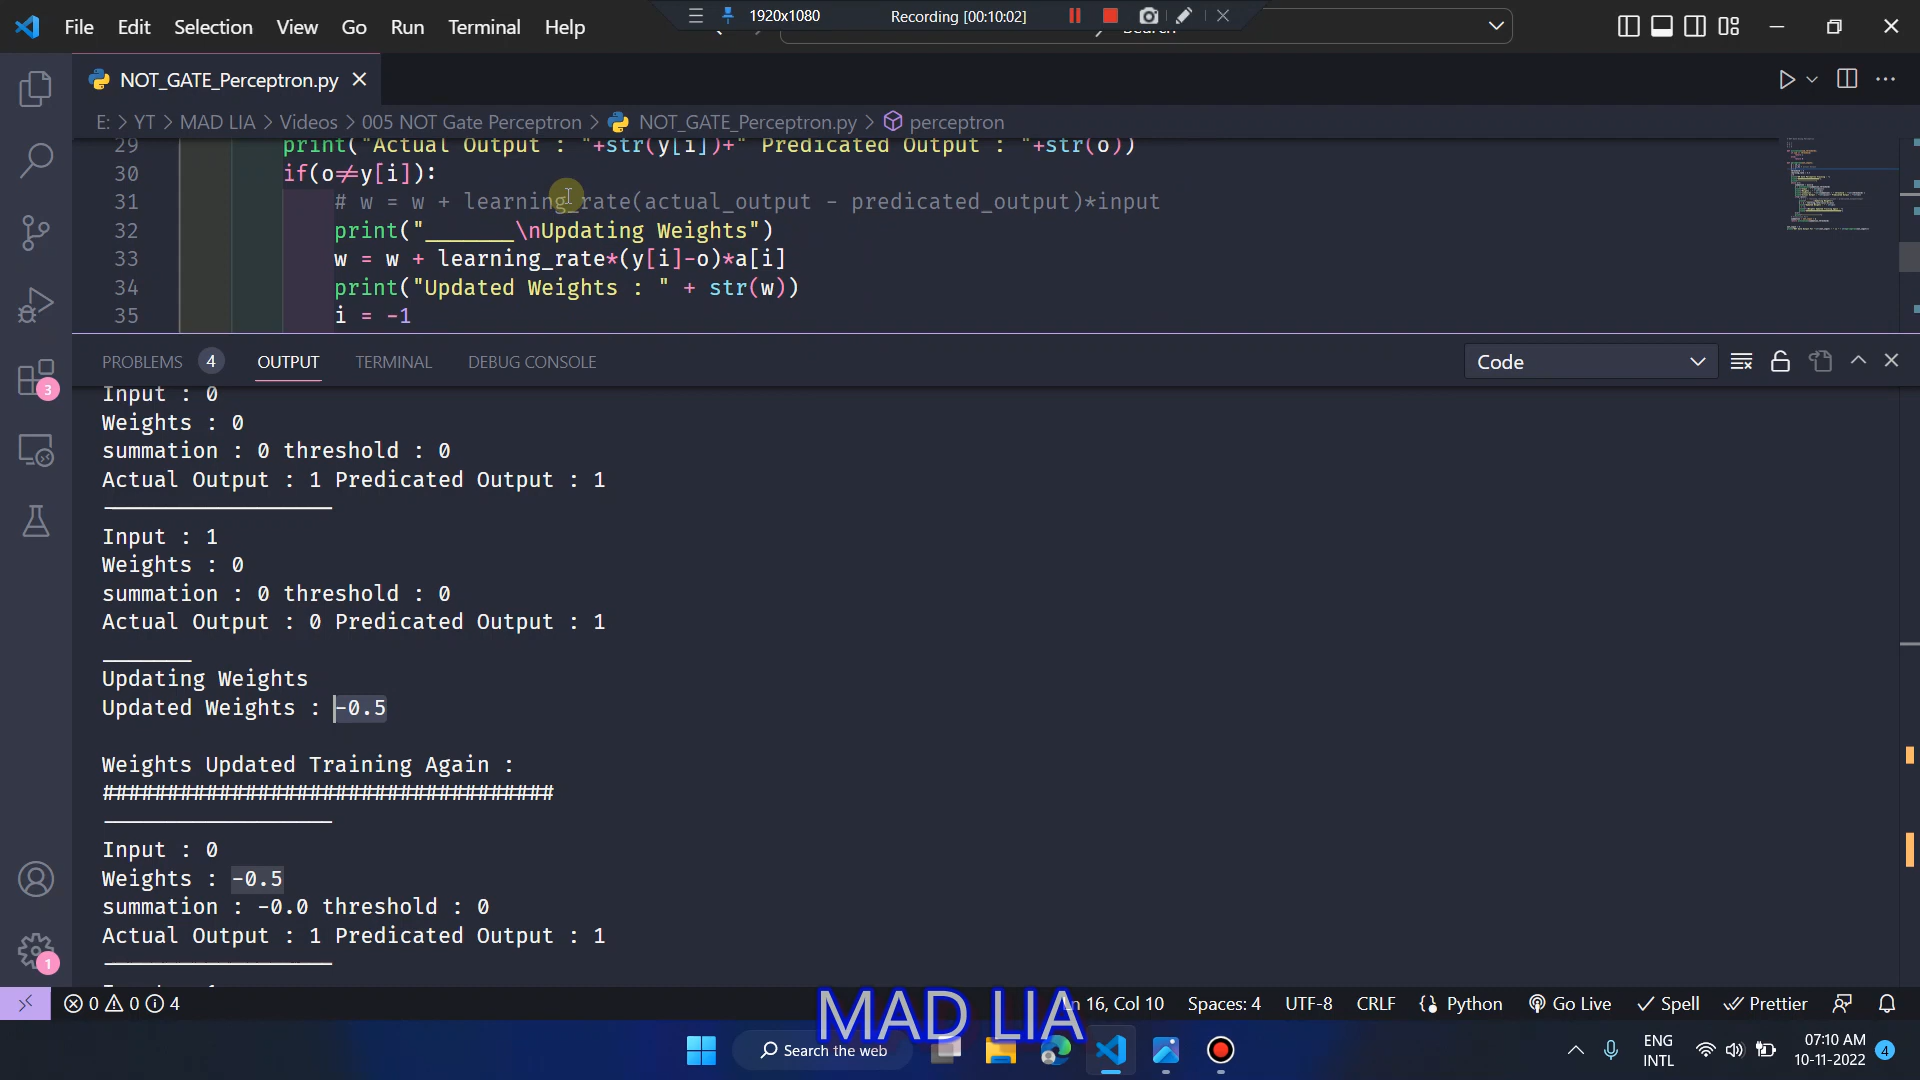 File Edit Selection View Go Run Terminal Help
1920x1080 Recording [00:10:02]
NOT_GATE_Perceptron.py
E: > YT > MAD LIA > Videos > 005 NOT Gate Perceptron > NOT_GATE_Perceptron.py > perceptron
29 print("Actual Output : "+str(y[i])+" Predicated Output : "+str(o))
30 if(o≠y[i]):
31 # w = w + learning_rate(actual_output - predicated_output)*input
32 print("_______\nUpdating Weights")
33 w = w + learning_rate*(y[i]-o)*a[i]
34 print("Updated Weights : " + str(w))
35 i = -1
PROBLEMS 4 OUTPUT TERMINAL DEBUG CONSOLE Code
Input : 0
Weights : 0
summation : 0 threshold : 0
Actual Output : 1 Predicated Output : 1
Input : 1
Weights : 0
summation : 0 threshold : 0
Actual Output : 0 Predicated Output : 1
_______
Updating Weights
Updated Weights : -0.5
Weights Updated Training Again :
###################################
Input : 0
Weights : -0.5
summation : -0.0 threshold : 0
Actual Output : 1 Predicated Output : 1
3
1
0 0 4 Ln 16, Col 10 Spaces: 4 UTF-8 CRLF Python Go Live Spell Prettier
MAD LIA
Search the web
ENG
INTL
07:10 AM
10-11-2022
4